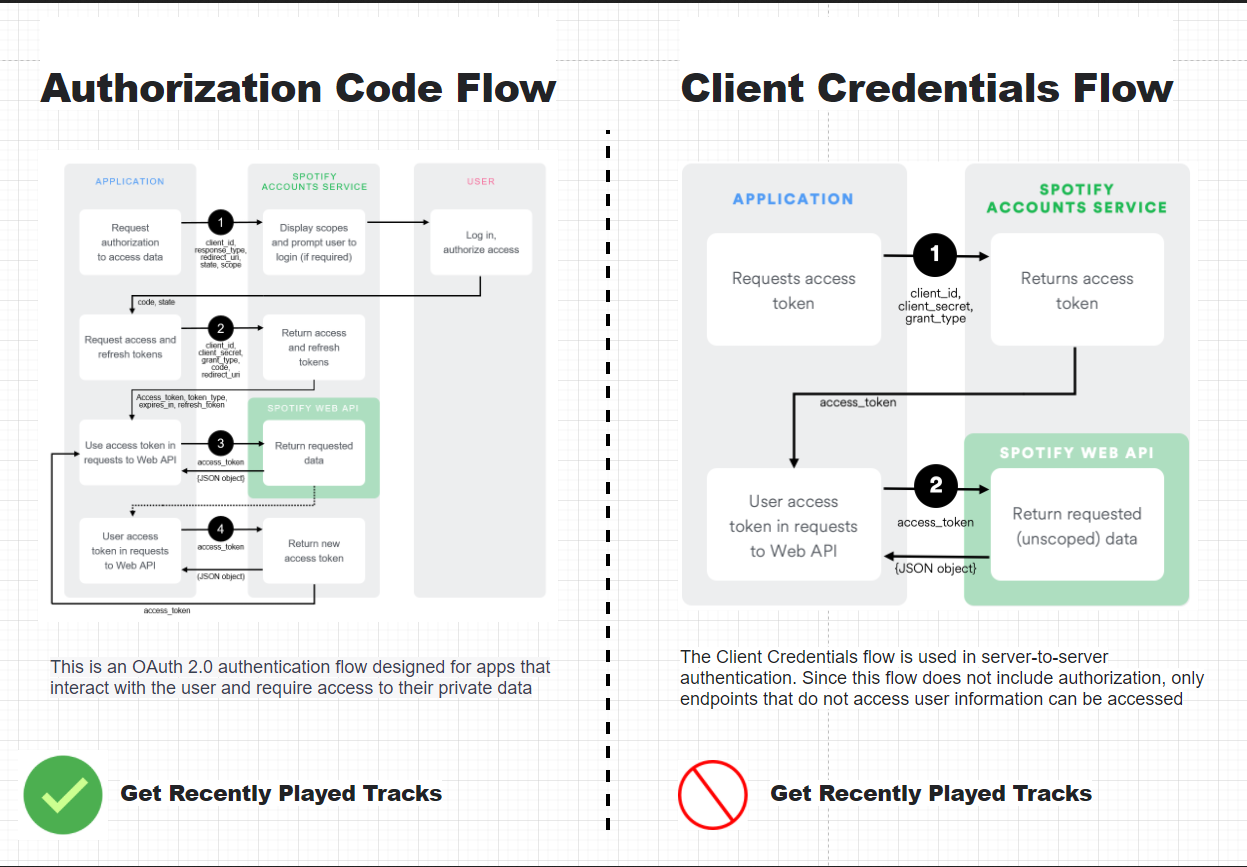 Authorization Code Flow
APPLICATION
SPOTIFY
ACCOUNTS SERVICE
USER
Request
authorization
to access data
1
client_id,
response_type,
redirect_uri,
state, scope
Display scopes
and prompt user to
login (if required)
Log in,
authorize access
code, state
Request access and
refresh tokens
2
client_id,
client_secret,
grant_type,
code,
redirect_uri
Return access
and refresh
tokens
Access_token, token_type,
expires_in, refresh_token
SPOTIFY WEB API
Use access token in
requests to Web API
3
access_token
{JSON object}
Return requested
data
User access
token in requests
to Web API
4
access_token
{JSON object}
Return new
access token
access_token
This is an OAuth 2.0 authentication flow designed for apps that
interact with the user and require access to their private data
Get Recently Played Tracks
Client Credentials Flow
APPLICATION
SPOTIFY
ACCOUNTS SERVICE
Requests access
token
1
client_id,
client_secret,
grant_type
Returns access
token
access_token
SPOTIFY WEB API
User access
token in requests
to Web API
2
access_token
{JSON object}
Return requested
(unscoped) data
The Client Credentials flow is used in server-to-server
authentication. Since this flow does not include authorization, only
endpoints that do not access user information can be accessed
Get Recently Played Tracks